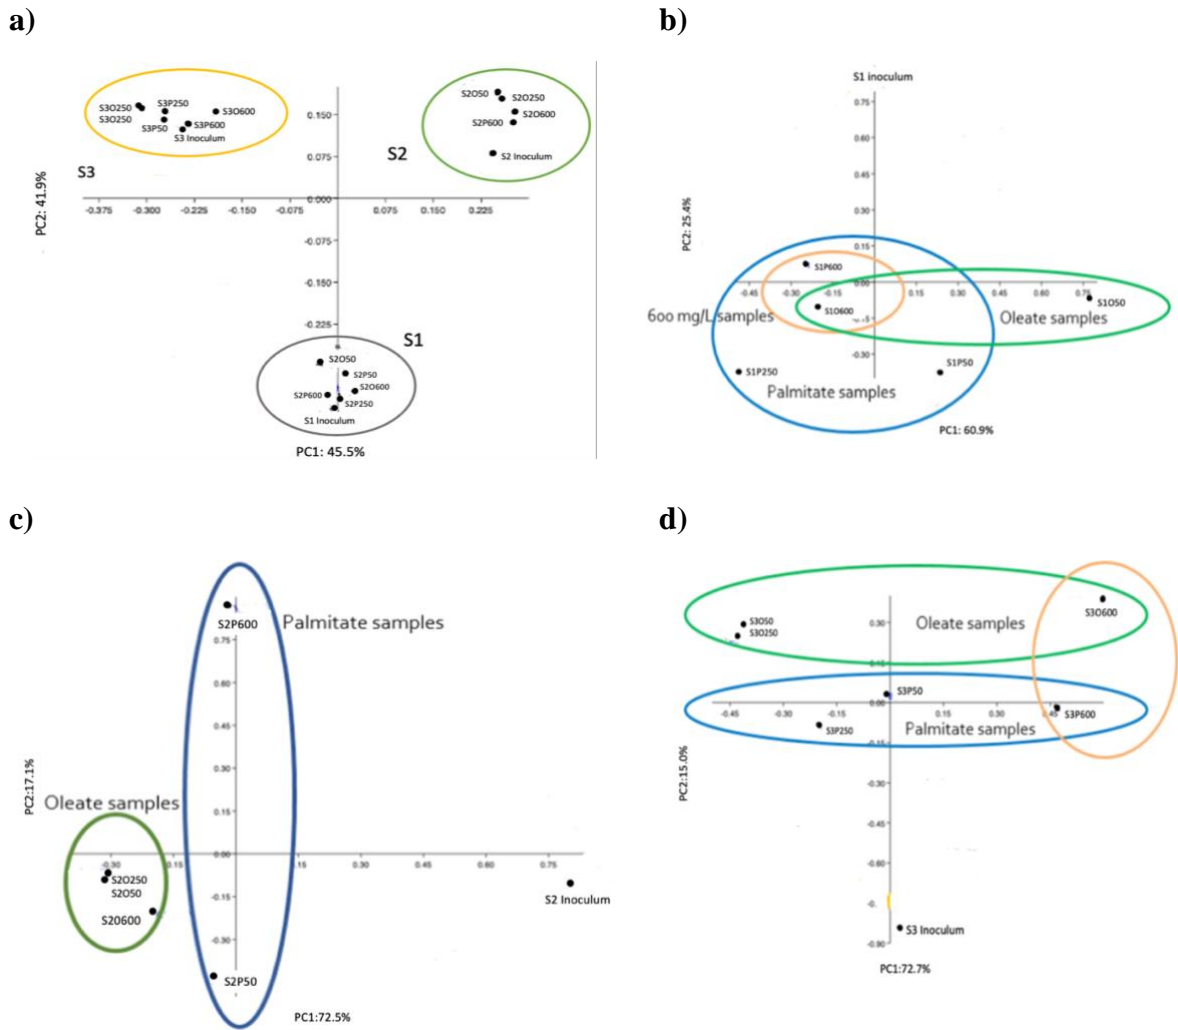 a)
S3O250
S3O250
S3P250
S3P50
S3O600
S3P600
S3 Inoculum
S3
0.150
0.075
0.000
-0.375 -0.300 -0.225 -0.150 -0.075 0.075 0.150 0.225
-0.075
-0.150
-0.225
S2O50
S2O250
S2O600
S2P600
S2 Inoculum
S2
S1
S2O50
S2P50
S2O600
S2P600
S2P250
S1 Inoculum
PC2: 41.9%
PC1: 45.5%
b)
S1 inoculum
0.75
0.45
0.30
0.15
0.00
-0.45 -0.30 -0.15 0.15 0.30 0.45 0.60 0.75
-0.30
PC2: 25.4%
S1P600
S1O600
S1O50
600 mg/L samples
Oleate samples
S1P250
S1P50
Palmitate samples
PC1: 60.9%
c)
S2P600
Palmitate samples
0.75
0.60
0.45
0.30
0.15
0.00
-0.30 0.15 .15 0.30 0.45 0.60 0.75
-0.15
-0.30
PC2:17.1%
Oleate samples
S2O250
S2O50
S2O600
S2 Inoculum
S2P50
PC1:72.5%
d)
S3O50
S3O250
Oleate samples
S3O600
0.30
0.15
0.00
-0.45 -0.30 -0.15 0.15 0.30 0.45
-0.15
-0.30
-0.45
-0.60
-0.90
S3P50
S3P250
S3P600
Palmitate samples
PC2:15.0%
S3 Inoculum
PC1:72.7%